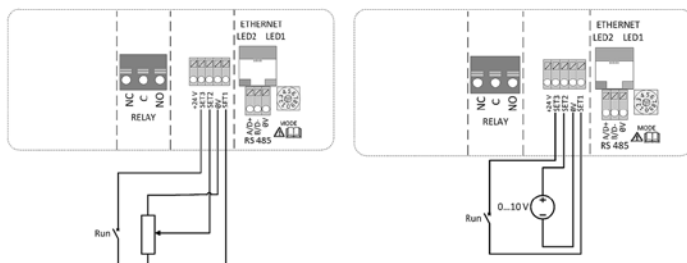 ETHERNET
LED2 LED1
NC
C
NO
RELAY
+24 V
SET3
SET2
0V
SET1
A/D+
B/D-
0V
RS 485
MODE
Run
ETHERNET
LED2 LED1
NC
C
NO
RELAY
+24 V
SET3
SET2
0V
SET1
A/D+
B/D-
0V
RS 485
MODE
Run
0...10 V
+
−